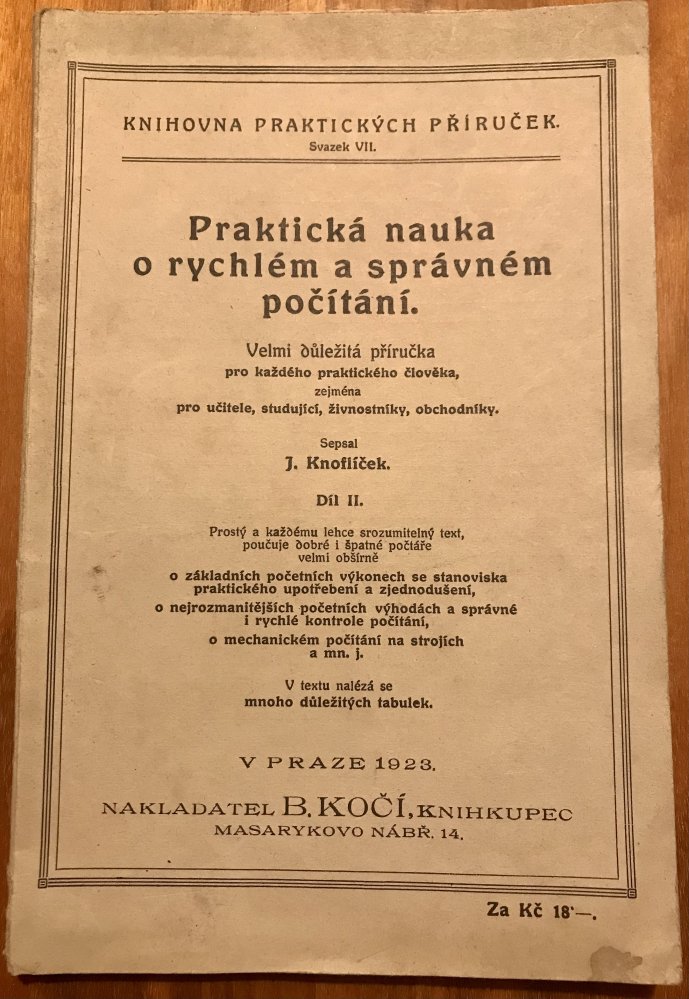 KNIHOVNA PRAKTICKÝCH PŘÍRUČEK.
Svazek VII.
Praktická nauka
o rychlém a správném
počítání.
Velmi důležitá příručka
pro každého praktického člověka,
zejména
pro učitele, studující, živnostníky, obchodníky.
Sepsal
J. Knoflíček.
Díl II.
Prostý a každému lehce srozumitelný text,
poučuje dobré i špatné počtáře
velmi obšírně
o základních početních výkonech se stanoviska
praktického upotřebení a zjednodušení,
o nejrozmanitějších početních výhodách a správné
i rychlé kontrole počítání,
o mechanickém počítání na strojích
a mn. j.
V textu nalézá se
mnoho důležitých tabulek.
V PRAZE 1923.
NAKLADATEL B. KOČÍ, KNIHKUPEC
MASARYKOVO NÁBŘ. 14.
Za Kč 18·—.